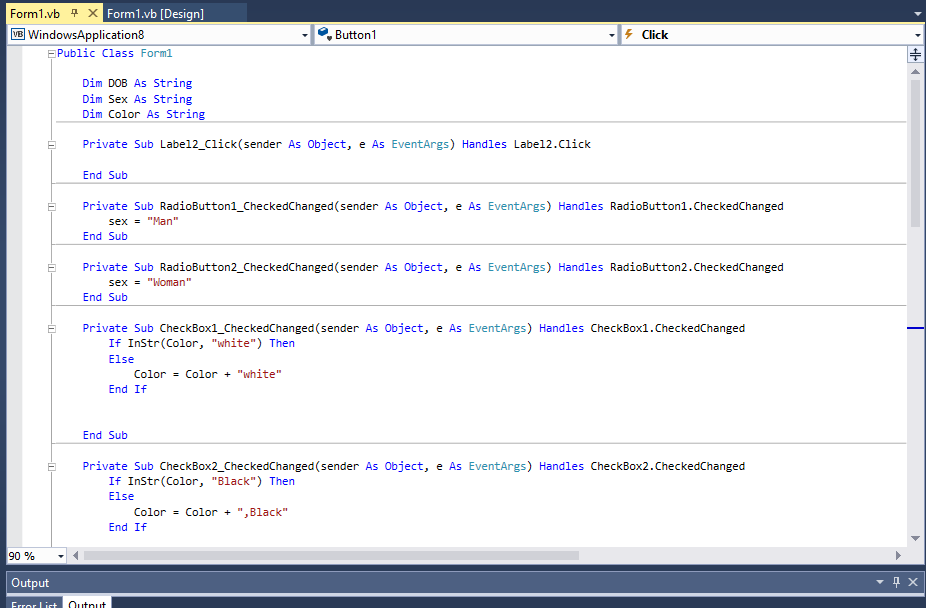 Form1.vb
Form1.vb [Design]
VB WindowsApplication8
Button1
Click
Public Class Form1
Dim DOB As String
Dim Sex As String
Dim Color As String
Private Sub Label2_Click(sender As Object, e As EventArgs) Handles Label2.Click
End Sub
Private Sub RadioButton1_CheckedChanged(sender As Object, e As EventArgs) Handles RadioButton1.CheckedChanged
sex = "Man"
End Sub
Private Sub RadioButton2_CheckedChanged(sender As Object, e As EventArgs) Handles RadioButton2.CheckedChanged
sex = "Woman"
End Sub
Private Sub CheckBox1_CheckedChanged(sender As Object, e As EventArgs) Handles CheckBox1.CheckedChanged
If InStr(Color, "white") Then
Else
Color = Color + "white"
End If
End Sub
Private Sub CheckBox2_CheckedChanged(sender As Object, e As EventArgs) Handles CheckBox2.CheckedChanged
If InStr(Color, "Black") Then
Else
Color = Color + ",Black"
End If
90 %
Output
Error List
Output